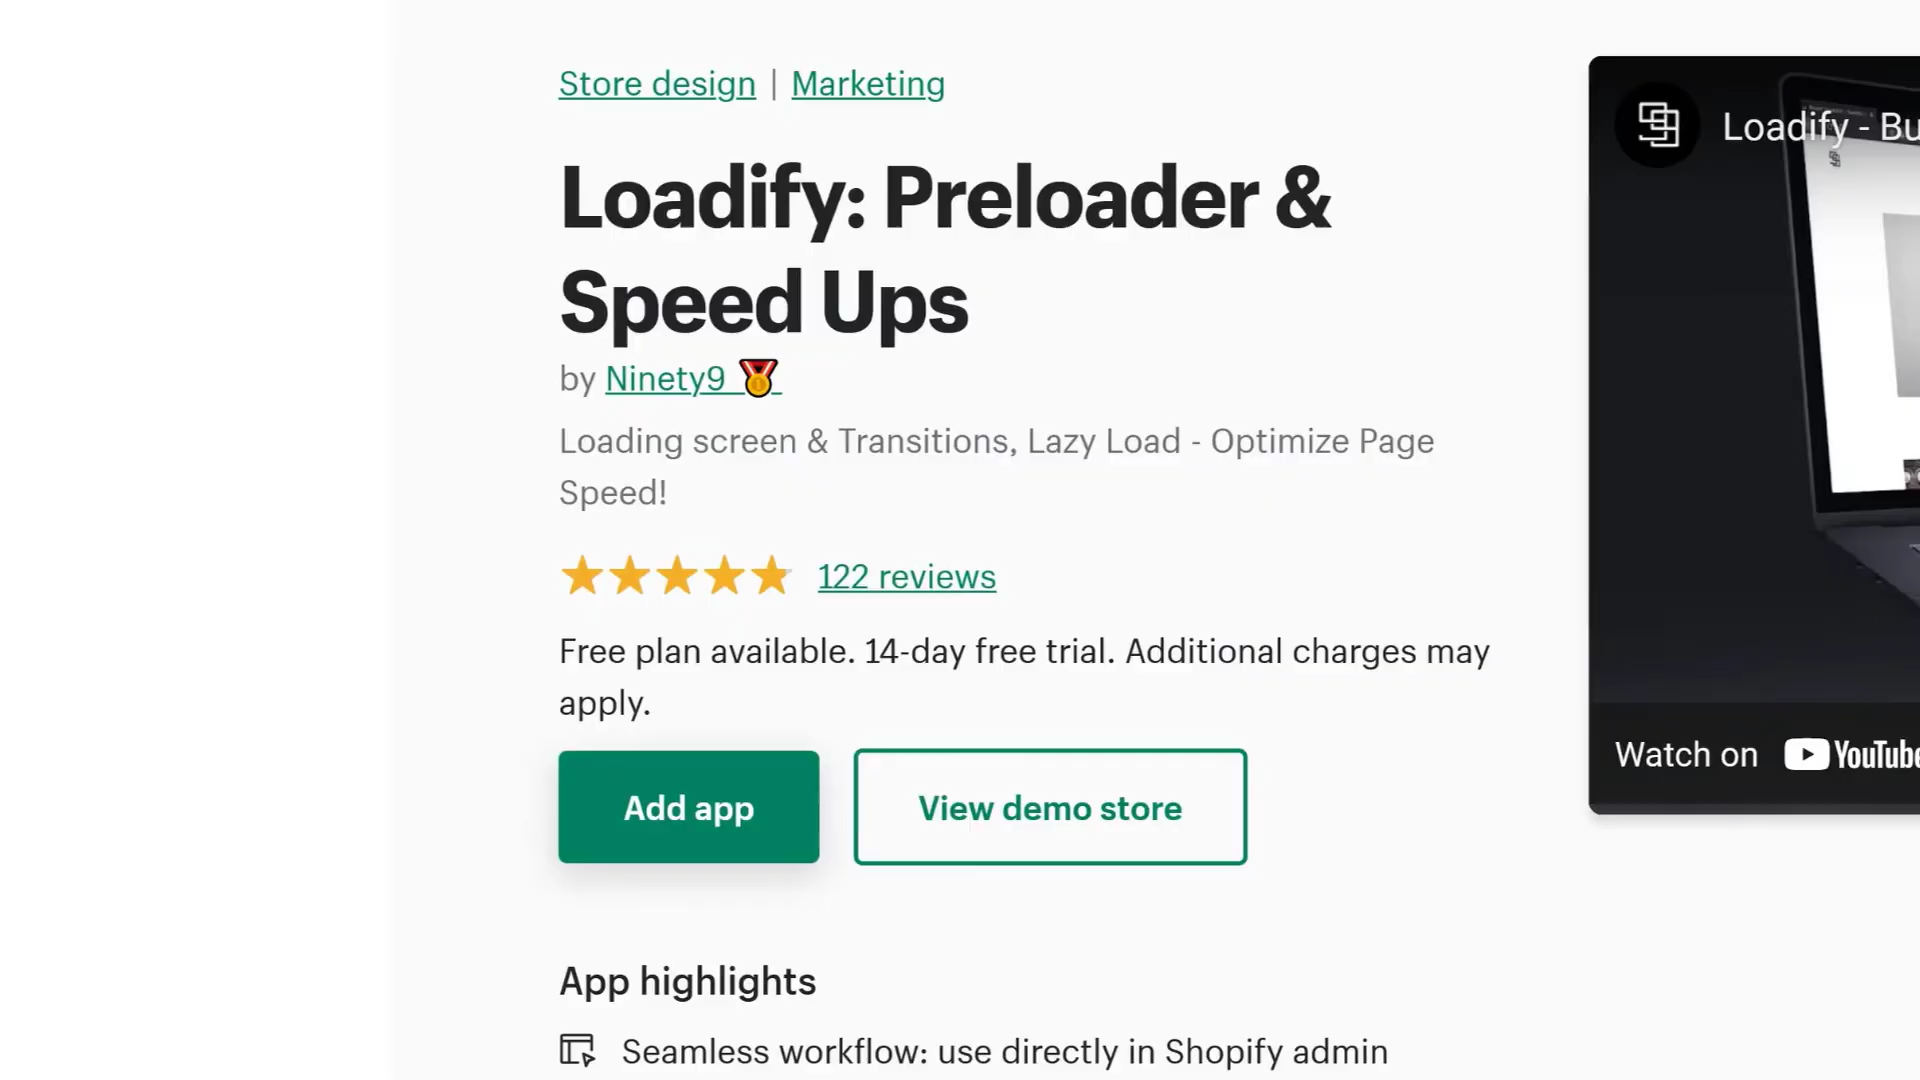 Store design | Marketing
Loadify: Preloader &
Speed Ups
by Ninety9
Loading screen & Transitions, Lazy Load - Optimize Page
Speed!
122 reviews
Free plan available. 14-day free trial. Additional charges may
apply.
Add app
View demo store
App highlights
Seamless workflow: use directly in Shopify admin
Loadify - Bu
Watch on YouTube